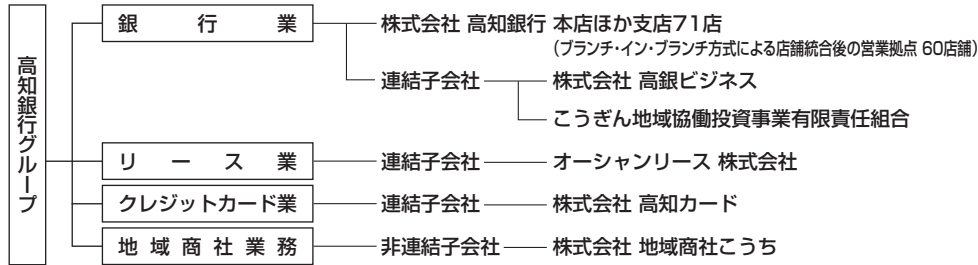 高知銀行グループ
銀行業 株式会社 高知銀行 本店ほか支店71店
(ブランチ・イン・ブランチ方式による店舗統合後の営業拠点 60店舗)
連結子会社 株式会社 高銀ビジネス
こうぎん地域協働投資事業有限責任組合
リース業 連結子会社 オーシャンリース 株式会社
クレジットカード業 連結子会社 株式会社 高知カード
地域商社業務 非連結子会社 株式会社 地域商社こうち